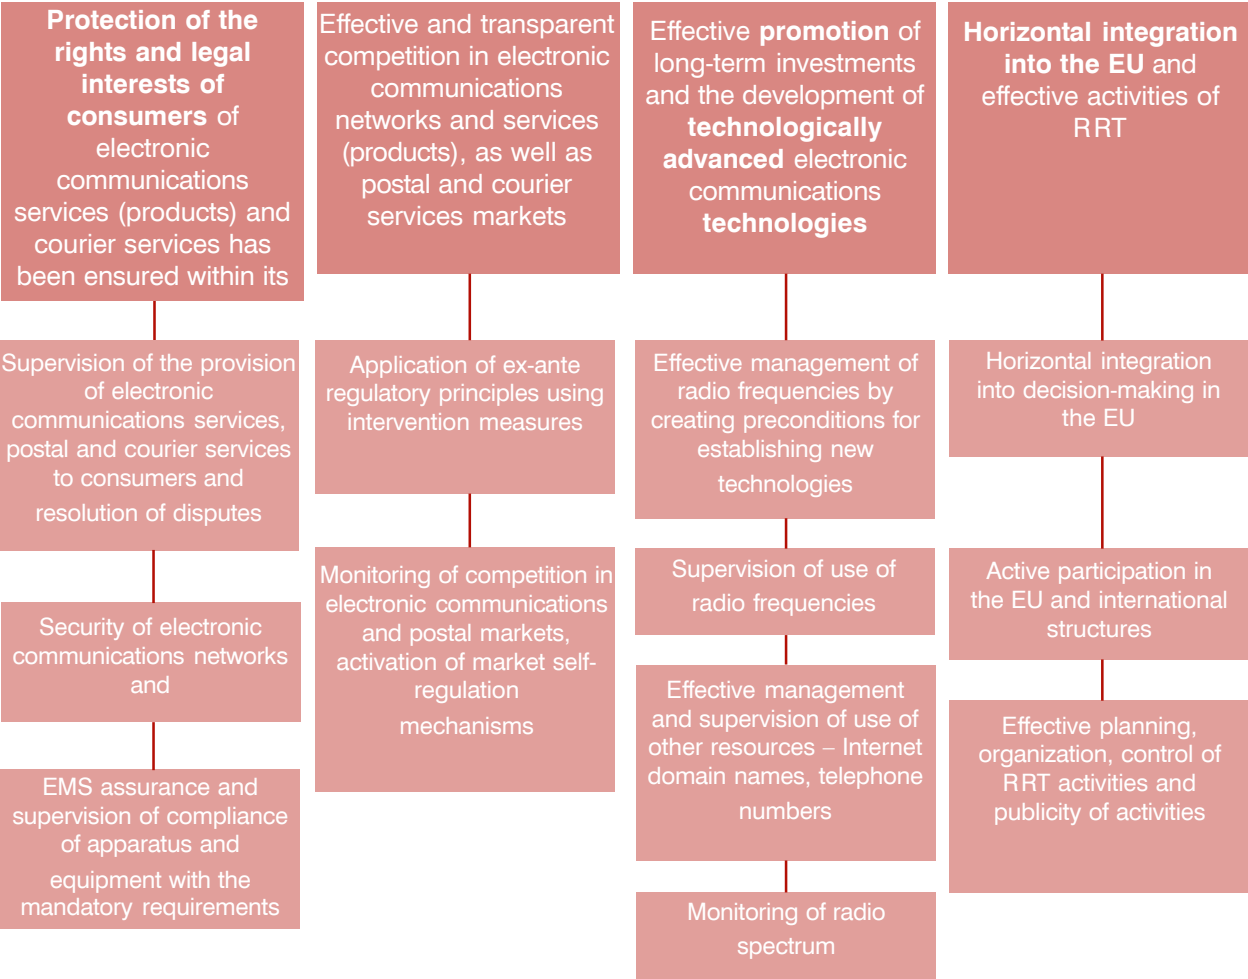 Protection of the
rights and legal
interests of
consumers of
electronic
communications
services (products) and
courier services has
been ensured within its
Supervision of the provision
of electronic
communications services,
postal and courier services
to consumers and
resolution of disputes
Security of electronic
communications networks
and
EMS assurance and
supervision of compliance
of apparatus and
equipment with the
mandatory requirements
Effective and transparent
competition in electronic
communications
networks and services
(products), as well as
postal and courier
services markets
Application of ex-ante
regulatory principles using
intervention measures
Monitoring of competition in
electronic communications
and postal markets,
activation of market self-
regulation
mechanisms
Effective promotion of
long-term investments
and the development of
technologically
advanced electronic
communications
technologies
Effective management of
radio frequencies by
creating preconditions for
establishing new
technologies
Supervision of use of
radio frequencies
Effective management
and supervision of use of
other resources – Internet
domain names, telephone
numbers
Monitoring of radio
spectrum
Horizontal integration
into the EU and
effective activities of
RRT
Horizontal integration
into decision-making in
the EU
Active participation in
the EU and international
structures
Effective planning,
organization, control of
RRT activities and
publicity of activities